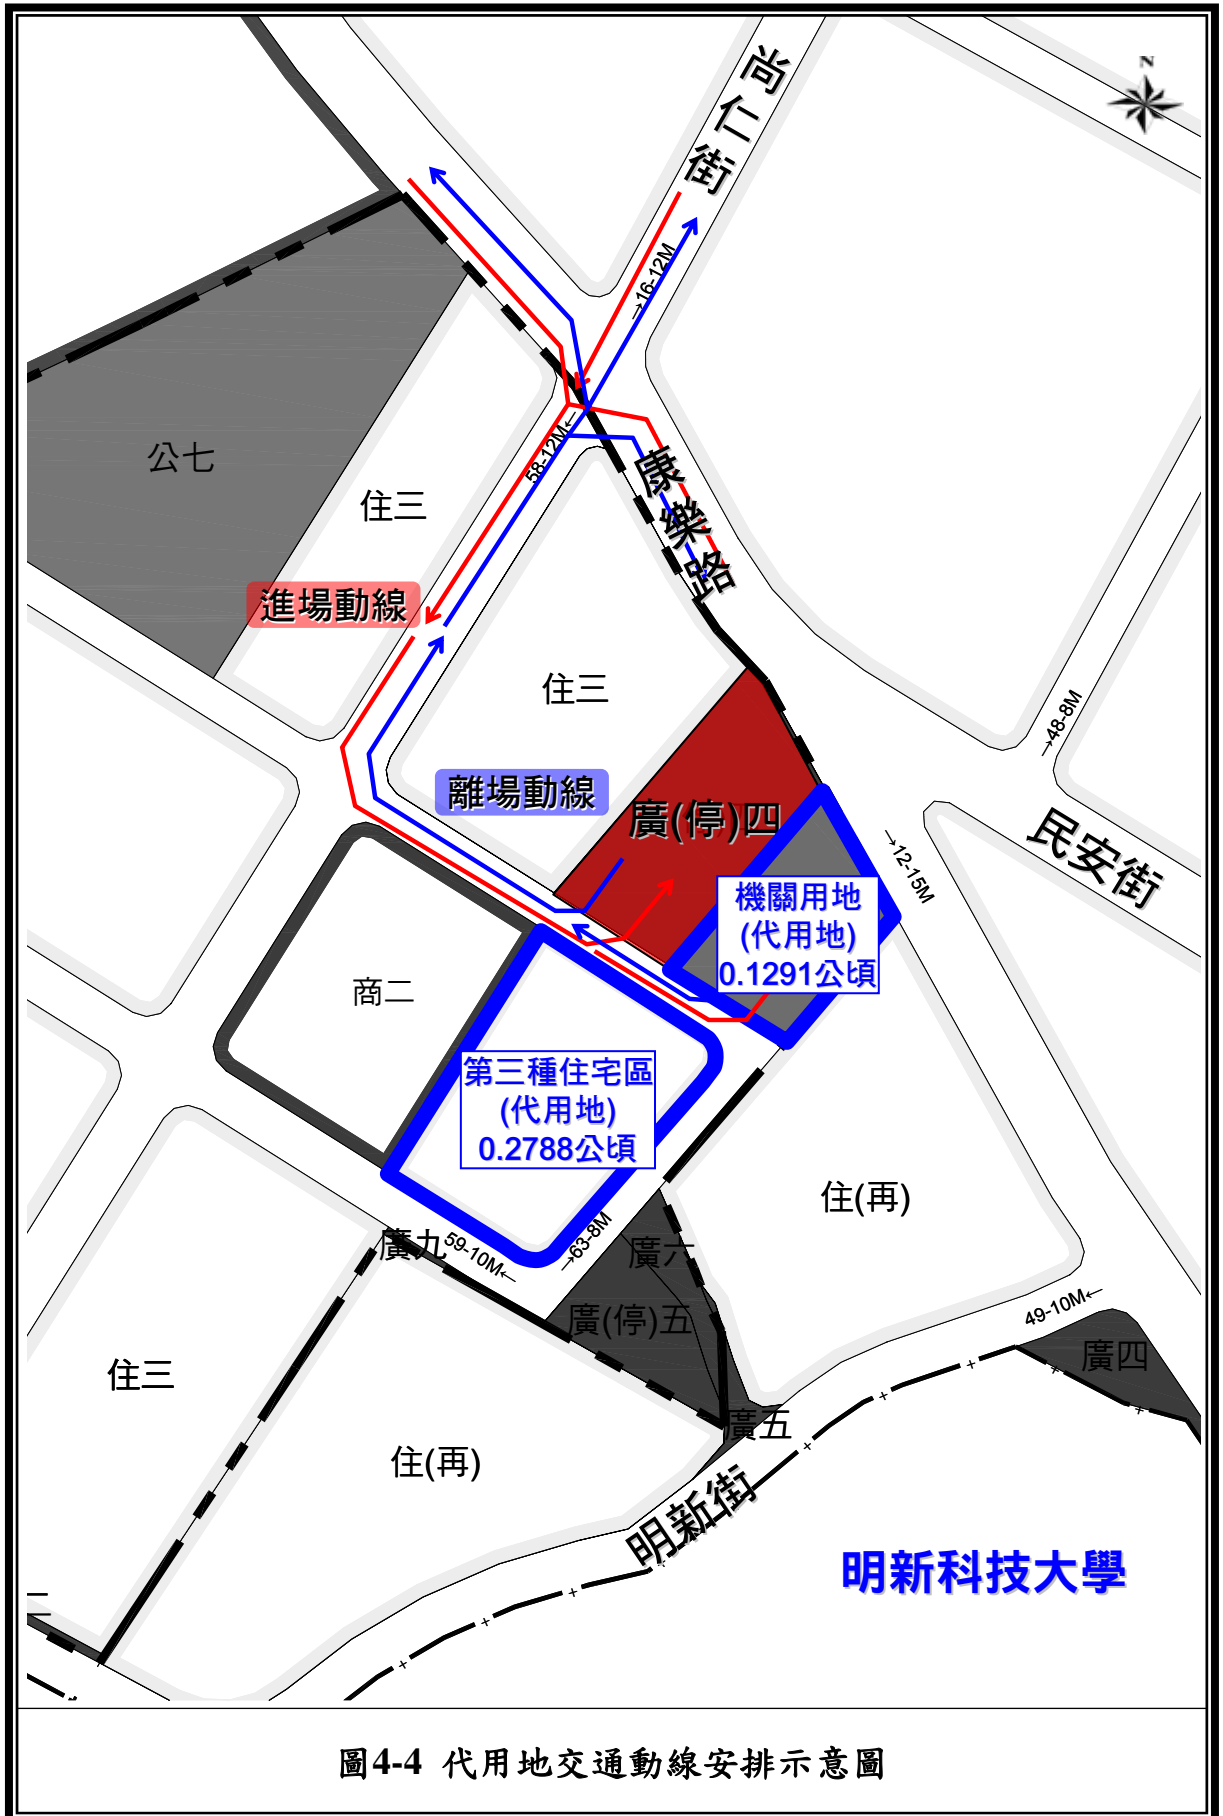 N
尚仁街
→16-12M
公七
58-12M←
康樂路
住三
進場動線
住三
→48-8M
離場動線
廣(停)四
民安街
→12-15M
機關用地
(代用地)
0.1291公頃
商二
第三種住宅區
(代用地)
0.2788公頃
住(再)
廣九
59-10M←
→63-8M
廣六
49-10M←
廣(停)五
廣四
住三
廣五
住(再)
明新街
明新科技大學
圖4-4 代用地交通動線安排示意圖